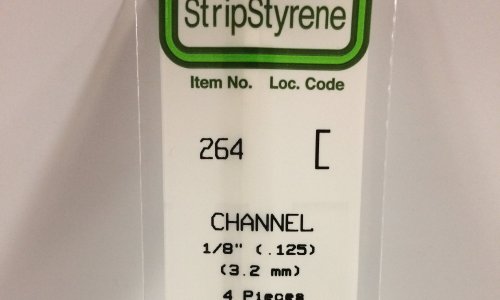 StripStyrene
Item No. Loc. Code
264
CHANNEL
1/8" (.125)
(3.2 mm)
4 Pieces